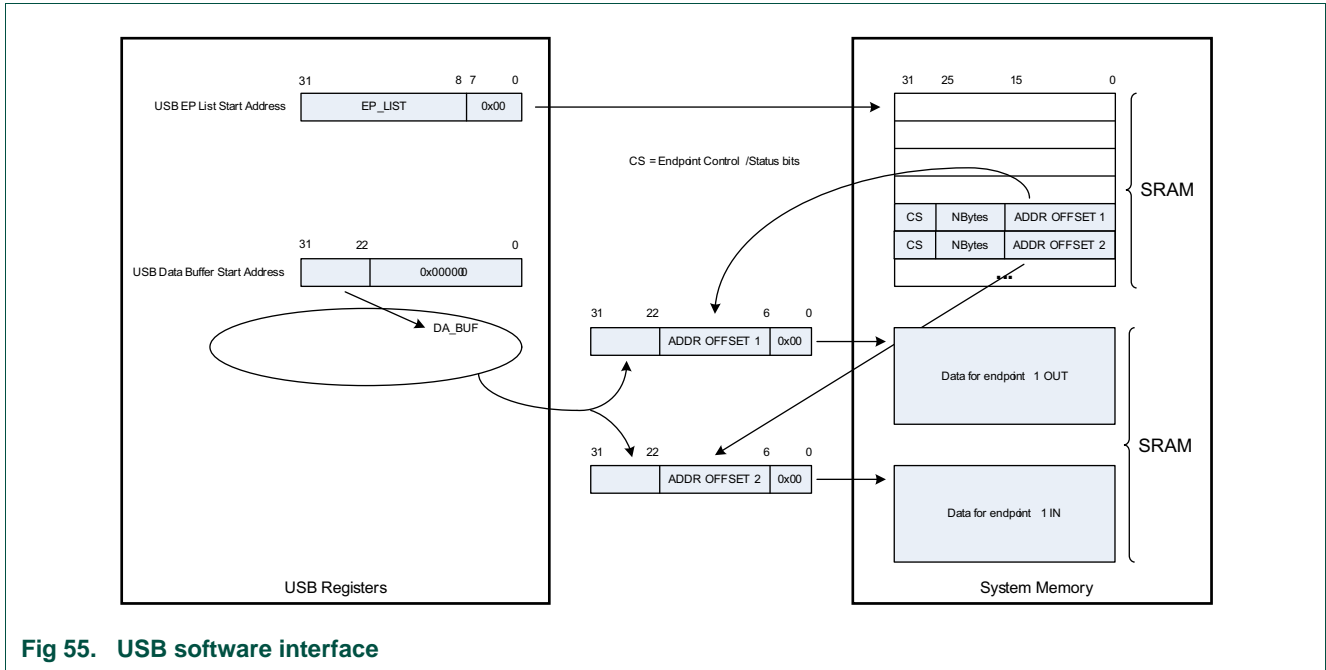 31 8 7 0
USB EP List Start Address EP_LIST 0x00
31 25 15 0
CS = Endpoint Control /Status bits
SRAM
CS NBytes ADDR OFFSET 1
CS NBytes ADDR OFFSET 2
...
31 22 0
USB Data Buffer Start Address 0x000000
DA_BUF
31 22 6 0
ADDR OFFSET 1 0x00
Data for endpoint 1 OUT
SRAM
31 22 6 0
ADDR OFFSET 2 0x00
Data for endpoint 1 IN
USB Registers
System Memory
Fig 55. USB software interface